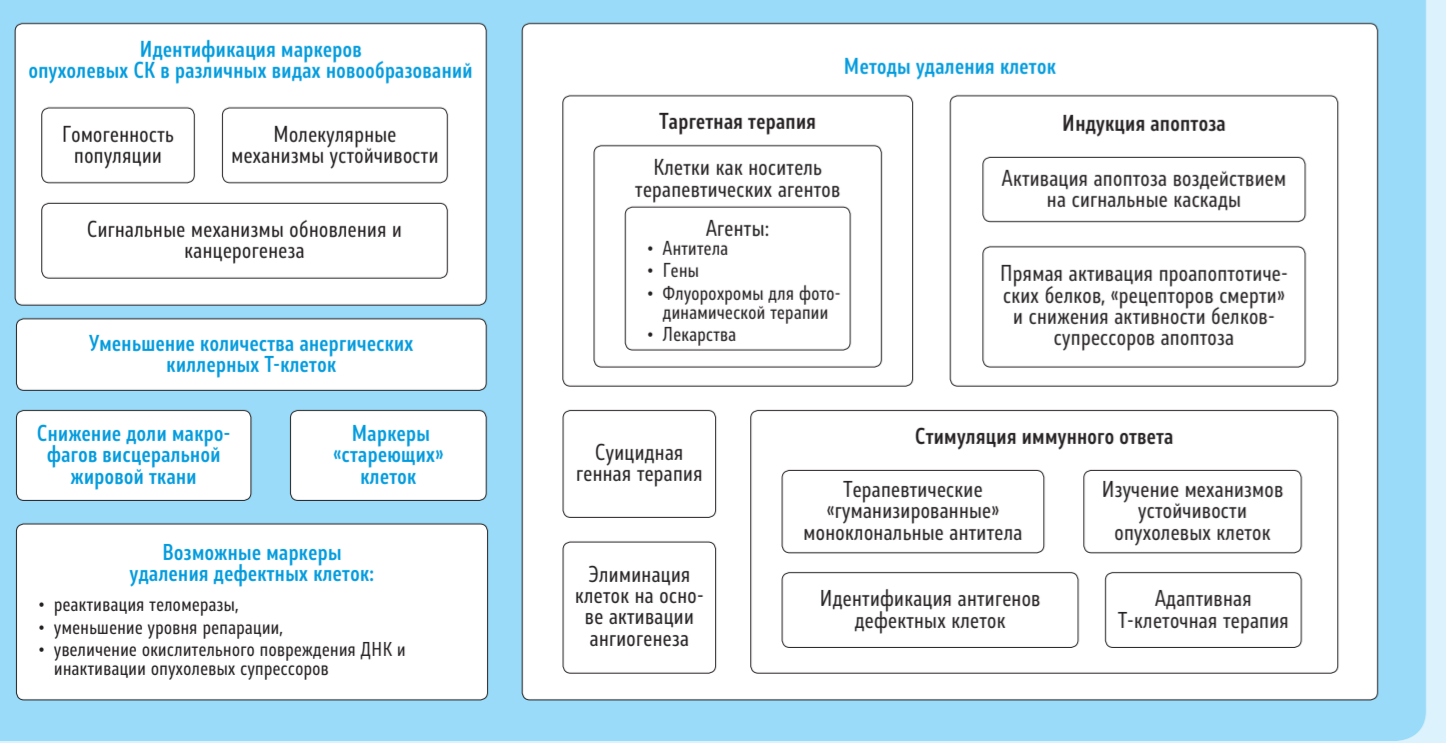 Идентификация маркеров
опухолевых СК в различных видах новообразований
Гомогенность
популяции
Молекулярные
механизмы устойчивости
Сигнальные механизмы обновления и
канцерогенеза
Уменьшение количества анергических
киллерных Т-клеток
Снижение доли макро-
фагов висцеральной
жировой ткани
Маркеры
«стареющих»
клеток
Возможные маркеры
удаления дефектных клеток:
• реактивация теломеразы,
• уменьшение уровня репарации,
• увеличение окислительного повреждения ДНК и
инактивации опухолевых супрессоров
Методы удаления клеток
Таргетная терапия
Клетки как носитель
терапевтических агентов
Агенты:
• Антитела
• Гены
• Флуорохромы для фото-
динамической терапии
• Лекарства
Индукция апоптоза
Активация апоптоза воздействием
на сигнальные каскады
Прямая активация проапоптотиче-
ских белков, «рецепторов смерти»
и снижения активности белков-
супрессоров апоптоза
Суицидная
генная терапия
Элиминация
клеток на осно-
ве активации
ангиогенеза
Стимуляция иммунного ответа
Терапевтические
«гуманизированные»
моноклональные антитела
Изучение механизмов
устойчивости
опухолевых клеток
Идентификация антигенов
дефектных клеток
Адаптивная
Т-клеточная терапия